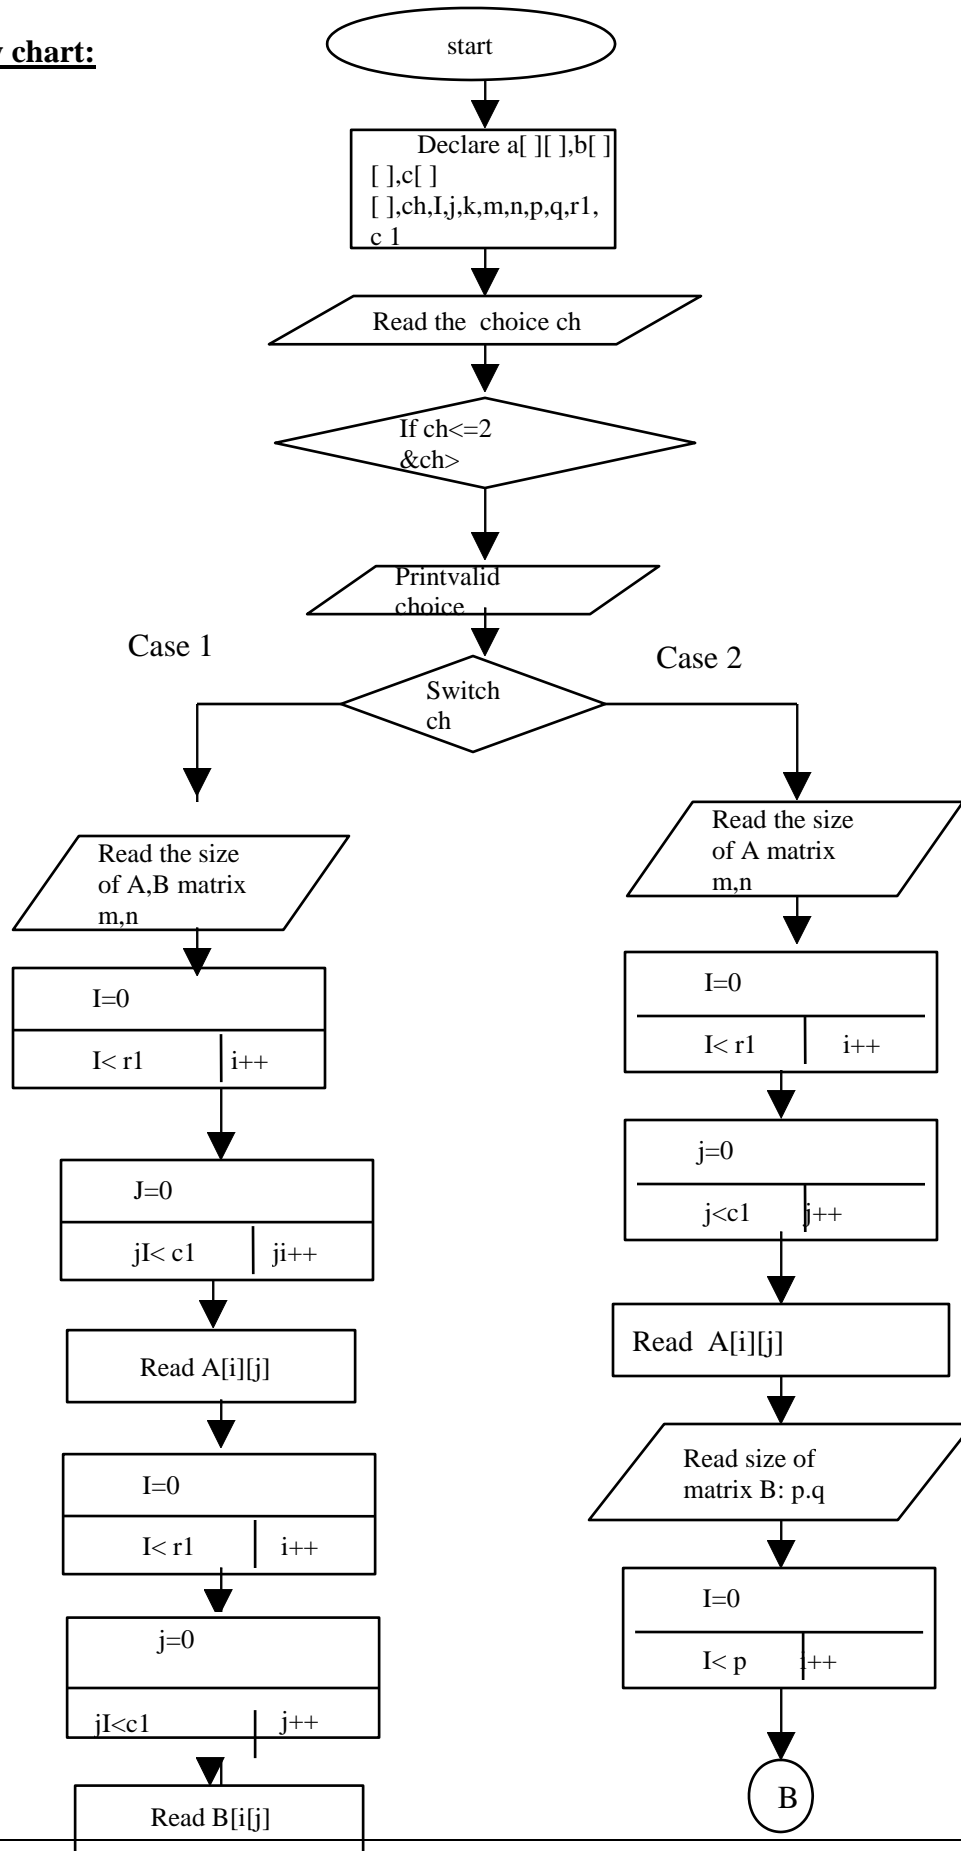 chart:
start
Declare a[ ][ ],b[ ]
[ ],c[ ]
[ ],ch,I,j,k,m,n,p,q,r1,
c 1
Read the choice ch
If ch<=2
&ch>
Printvalid
choice
Case 1
Case 2
Switch
ch
Read the size
of A,B matrix
m,n
I=0
I< r1 i++
J=0
jI< c1 ji++
Read A[i][j]
I=0
I< r1 i++
j=0
jI<c1 j++
Read B[i[j]
Read the size
of A matrix
m,n
I=0
I< r1 i++
j=0
j<c1 j++
Read A[i][j]
Read size of
matrix B: p.q
I=0
I< p i++
B